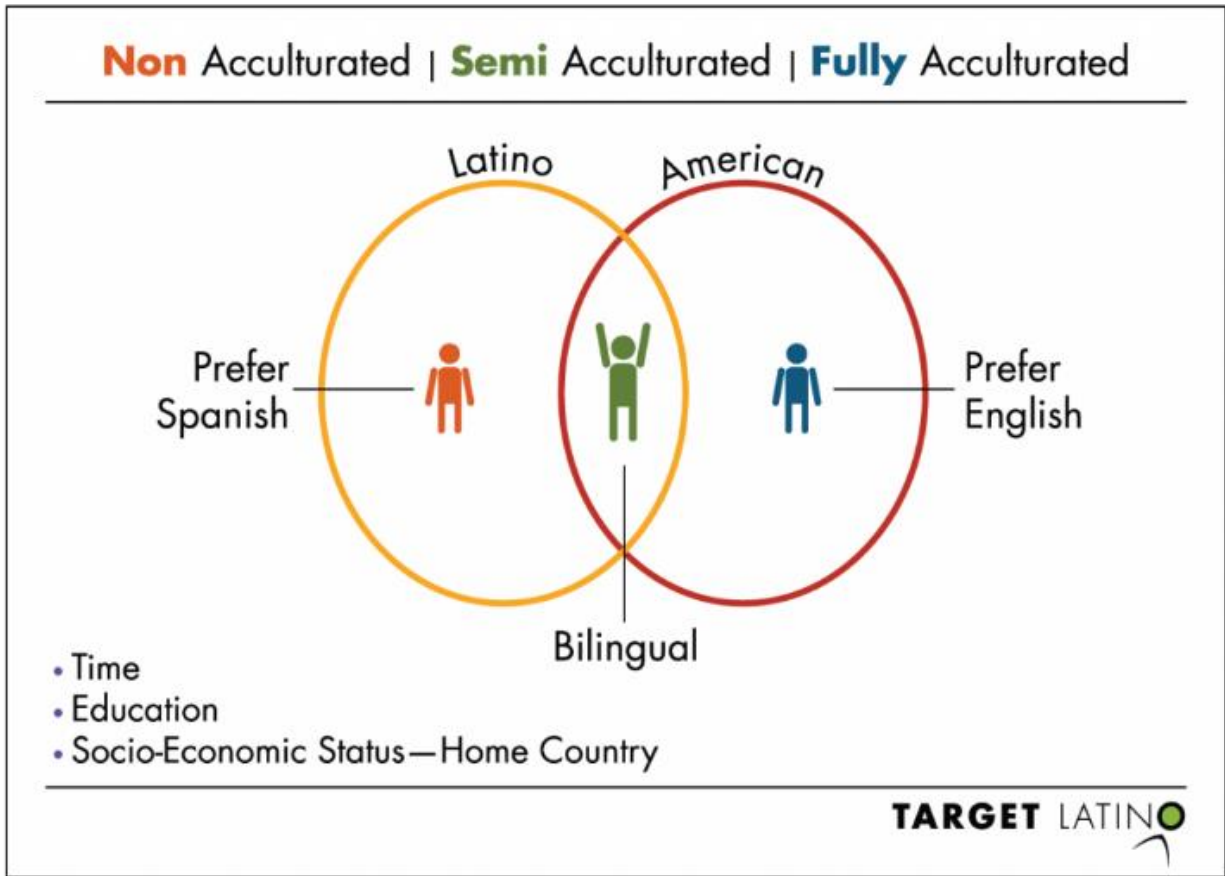 Non Acculturated | Semi Acculturated | Fully Acculturated
Latino
American
Prefer
Spanish
Prefer
English
Bilingual
• Time
• Education
• Socio-Economic Status—Home Country
TARGET LATINO